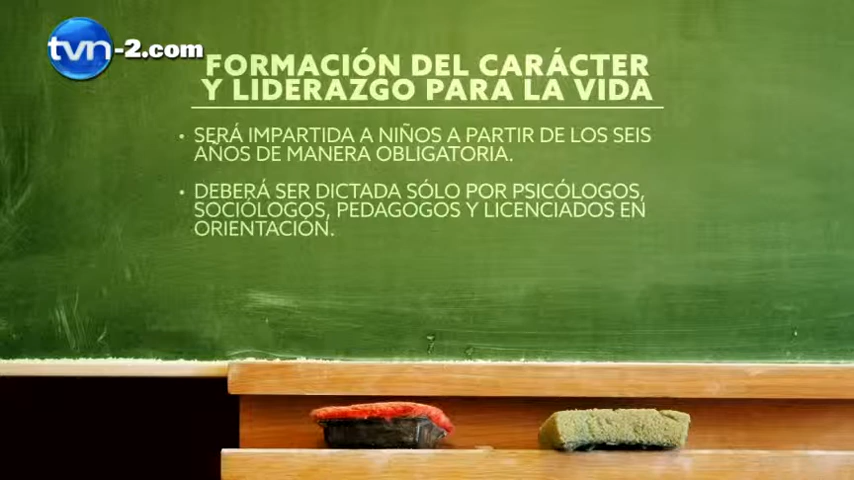 tvn-2.com
FORMACIÓN DEL CARÁCTER
Y LIDERAZGO PARA LA VIDA
• SERÁ IMPARTIDA A NIÑOS A PARTIR DE LOS SEIS
AÑOS DE MANERA OBLIGATORIA.
• DEBERÁ SER DICTADA SÓLO POR PSICÓLOGOS,
SOCIÓLOGOS, PEDAGOGOS Y LICENCIADOS EN
ORIENTACIÓN.